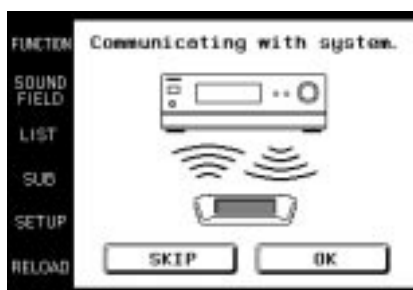 FUNCTION
SOUND
FIELD
LIST
SUB
SETUP
RELOAD
Communicating with system.
SKIP
OK